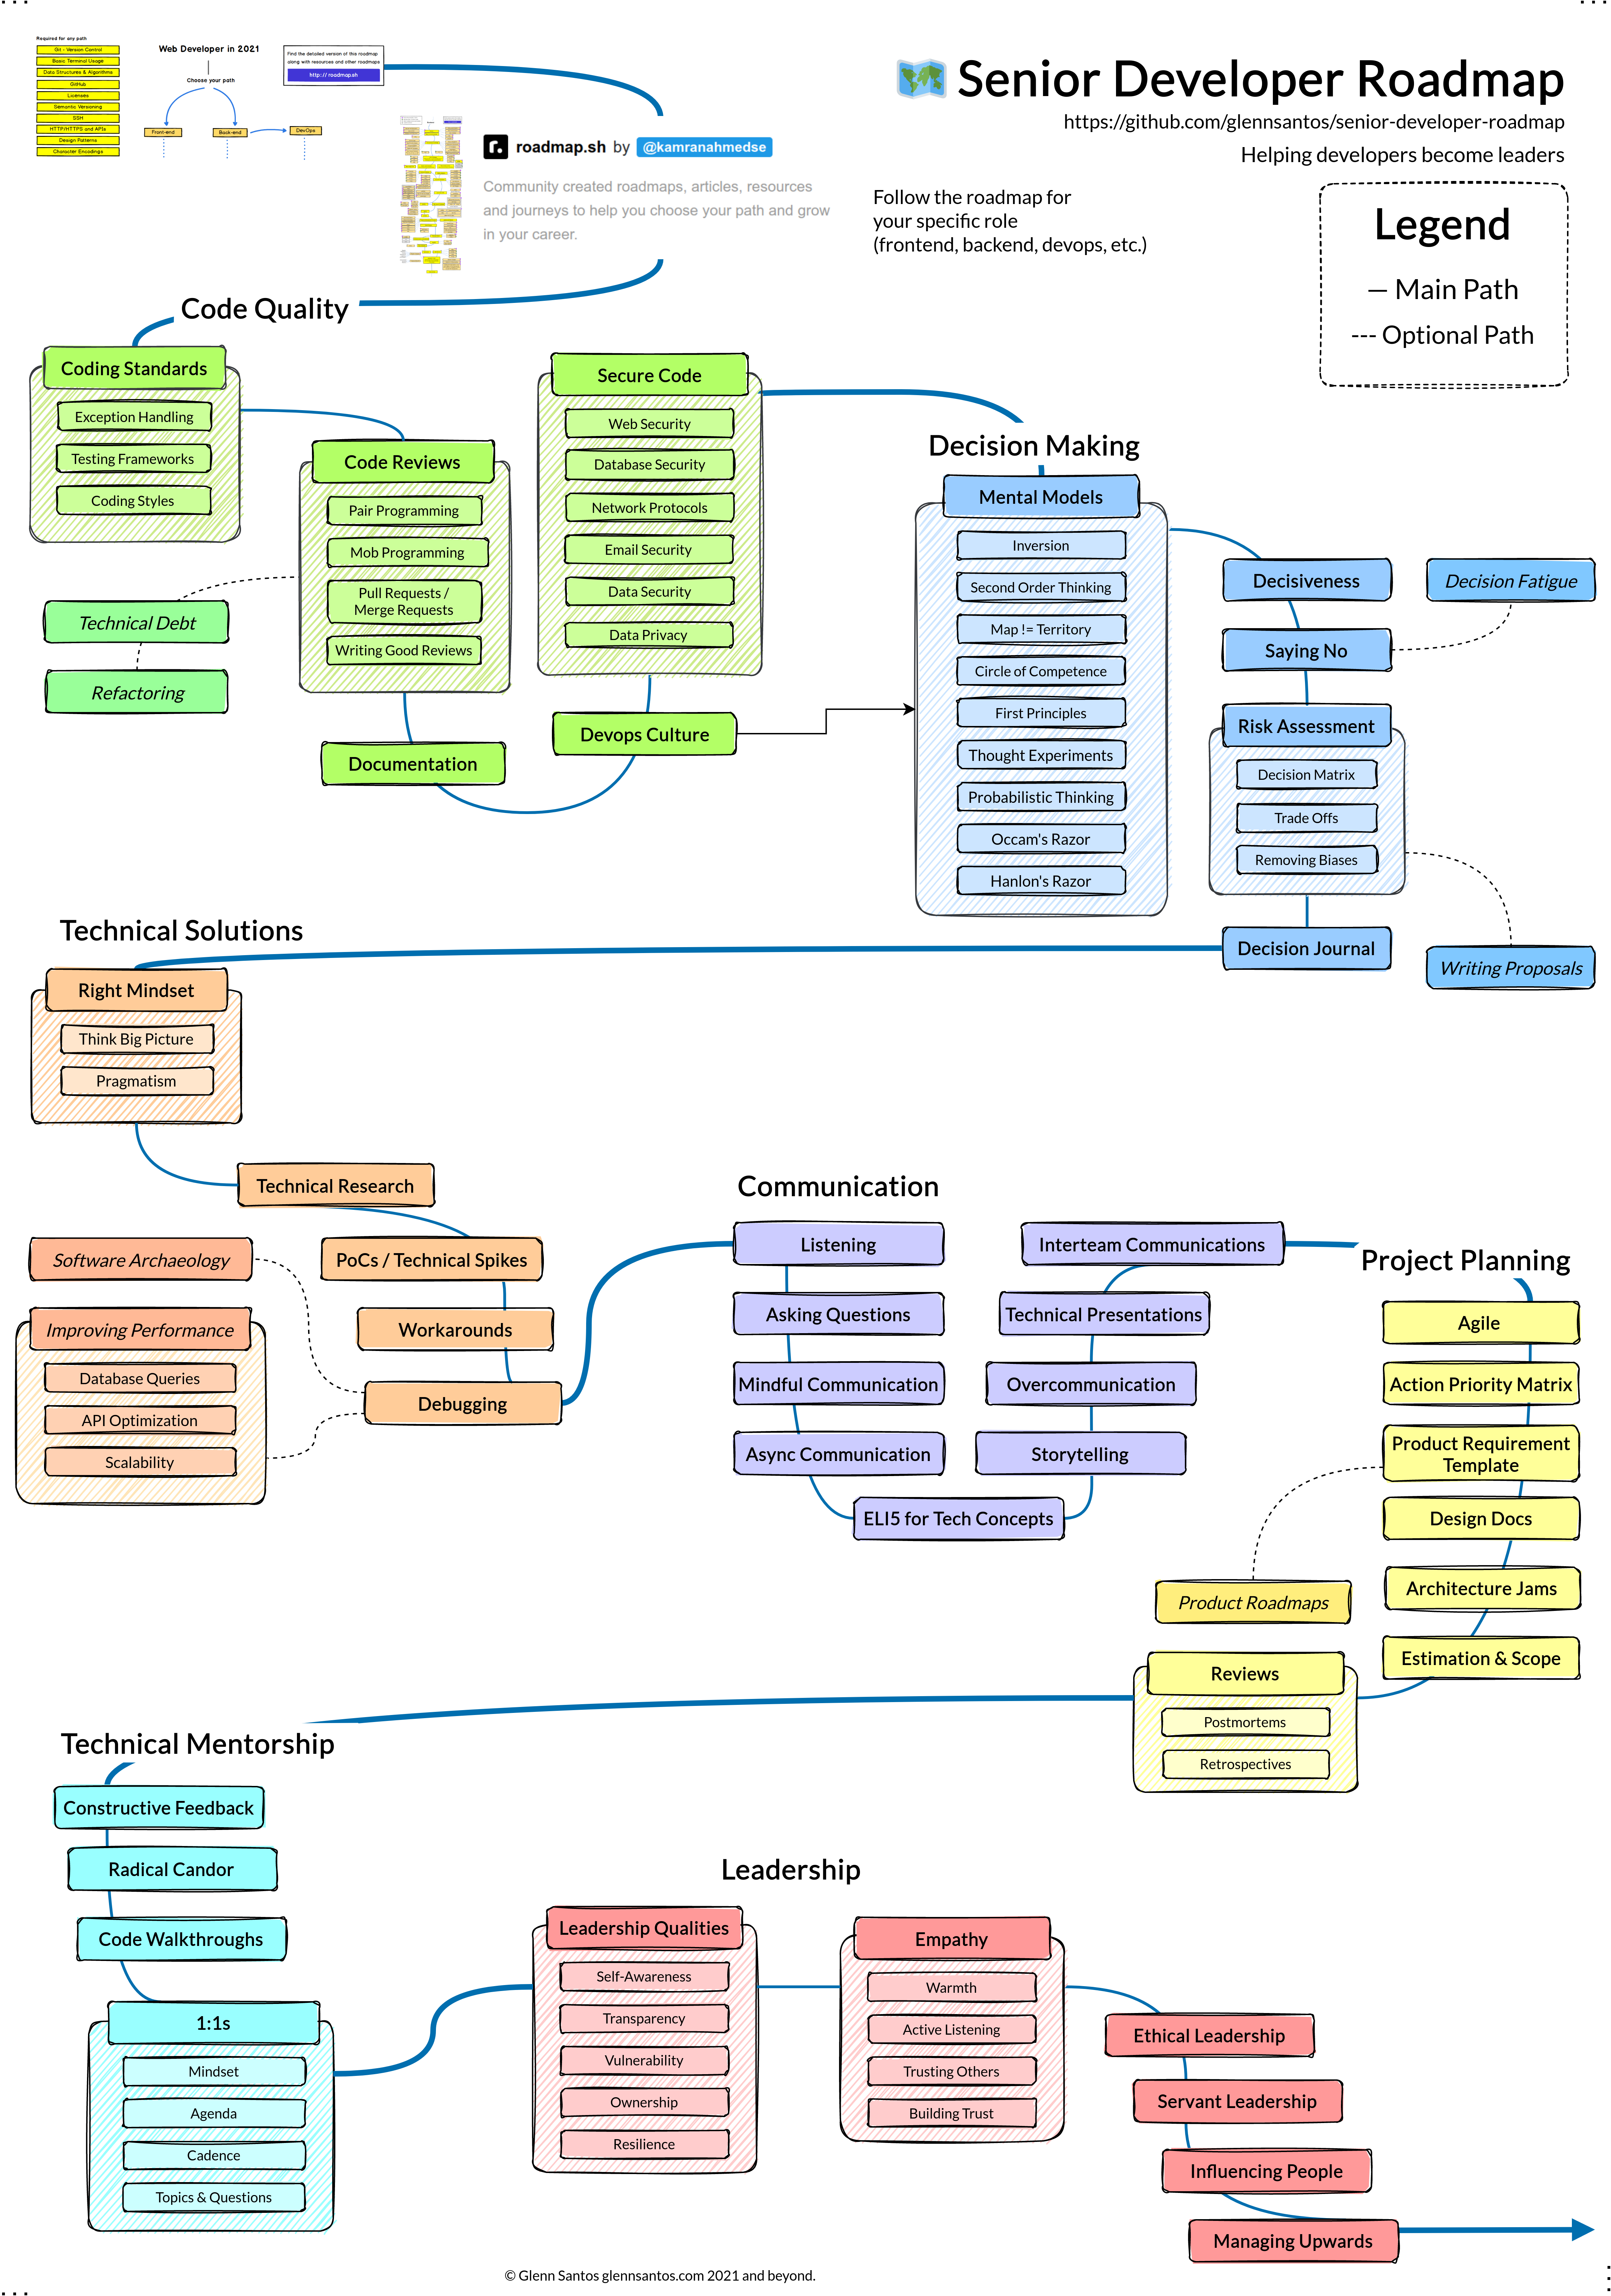 Required for any path
Git - Version Control
Basic Terminal Usage
Data Structures & Algorithms
GitHub
Licenses
Semantic Versioning
SSH
HTTP/HTTPS and APIs
Design Patterns
Character Encodings
Web Developer in 2021
Choose your path
Front-end
Back-end
DevOps
Find the detailed version of this roadmap
along with resources and other roadmaps
http:// roadmap.sh
r. roadmap.sh by @kamranahmedse
Community created roadmaps, articles, resources
and journeys to help you choose your path and grow
in your career.
Senior Developer Roadmap
https://github.com/glennsantos/senior-developer-roadmap
Helping developers become leaders
Follow the roadmap for
your specific role
(frontend, backend, devops, etc.)
Legend
— Main Path
--- Optional Path
Code Quality
Coding Standards
Exception Handling
Testing Frameworks
Coding Styles
Code Reviews
Pair Programming
Mob Programming
Pull Requests /
Merge Requests
Writing Good Reviews
Technical Debt
Refactoring
Documentation
Secure Code
Web Security
Database Security
Network Protocols
Email Security
Data Security
Data Privacy
Devops Culture
Decision Making
Mental Models
Inversion
Second Order Thinking
Map != Territory
Circle of Competence
First Principles
Thought Experiments
Probabilistic Thinking
Occam's Razor
Hanlon's Razor
Decisiveness
Decision Fatigue
Saying No
Risk Assessment
Decision Matrix
Trade Offs
Removing Biases
Decision Journal
Writing Proposals
Technical Solutions
Right Mindset
Think Big Picture
Pragmatism
Technical Research
Software Archaeology
PoCs / Technical Spikes
Improving Performance
Database Queries
API Optimization
Scalability
Workarounds
Debugging
Communication
Listening
Asking Questions
Mindful Communication
Async Communication
ELI5 for Tech Concepts
Interteam Communications
Technical Presentations
Overcommunication
Storytelling
Project Planning
Agile
Action Priority Matrix
Product Requirement
Template
Design Docs
Architecture Jams
Estimation & Scope
Product Roadmaps
Reviews
Postmortems
Retrospectives
Technical Mentorship
Constructive Feedback
Radical Candor
Code Walkthroughs
1:1s
Mindset
Agenda
Cadence
Topics & Questions
Leadership
Leadership Qualities
Self-Awareness
Transparency
Vulnerability
Ownership
Resilience
Empathy
Warmth
Active Listening
Trusting Others
Building Trust
Ethical Leadership
Servant Leadership
Influencing People
Managing Upwards
© Glenn Santos glennsantos.com 2021 and beyond.